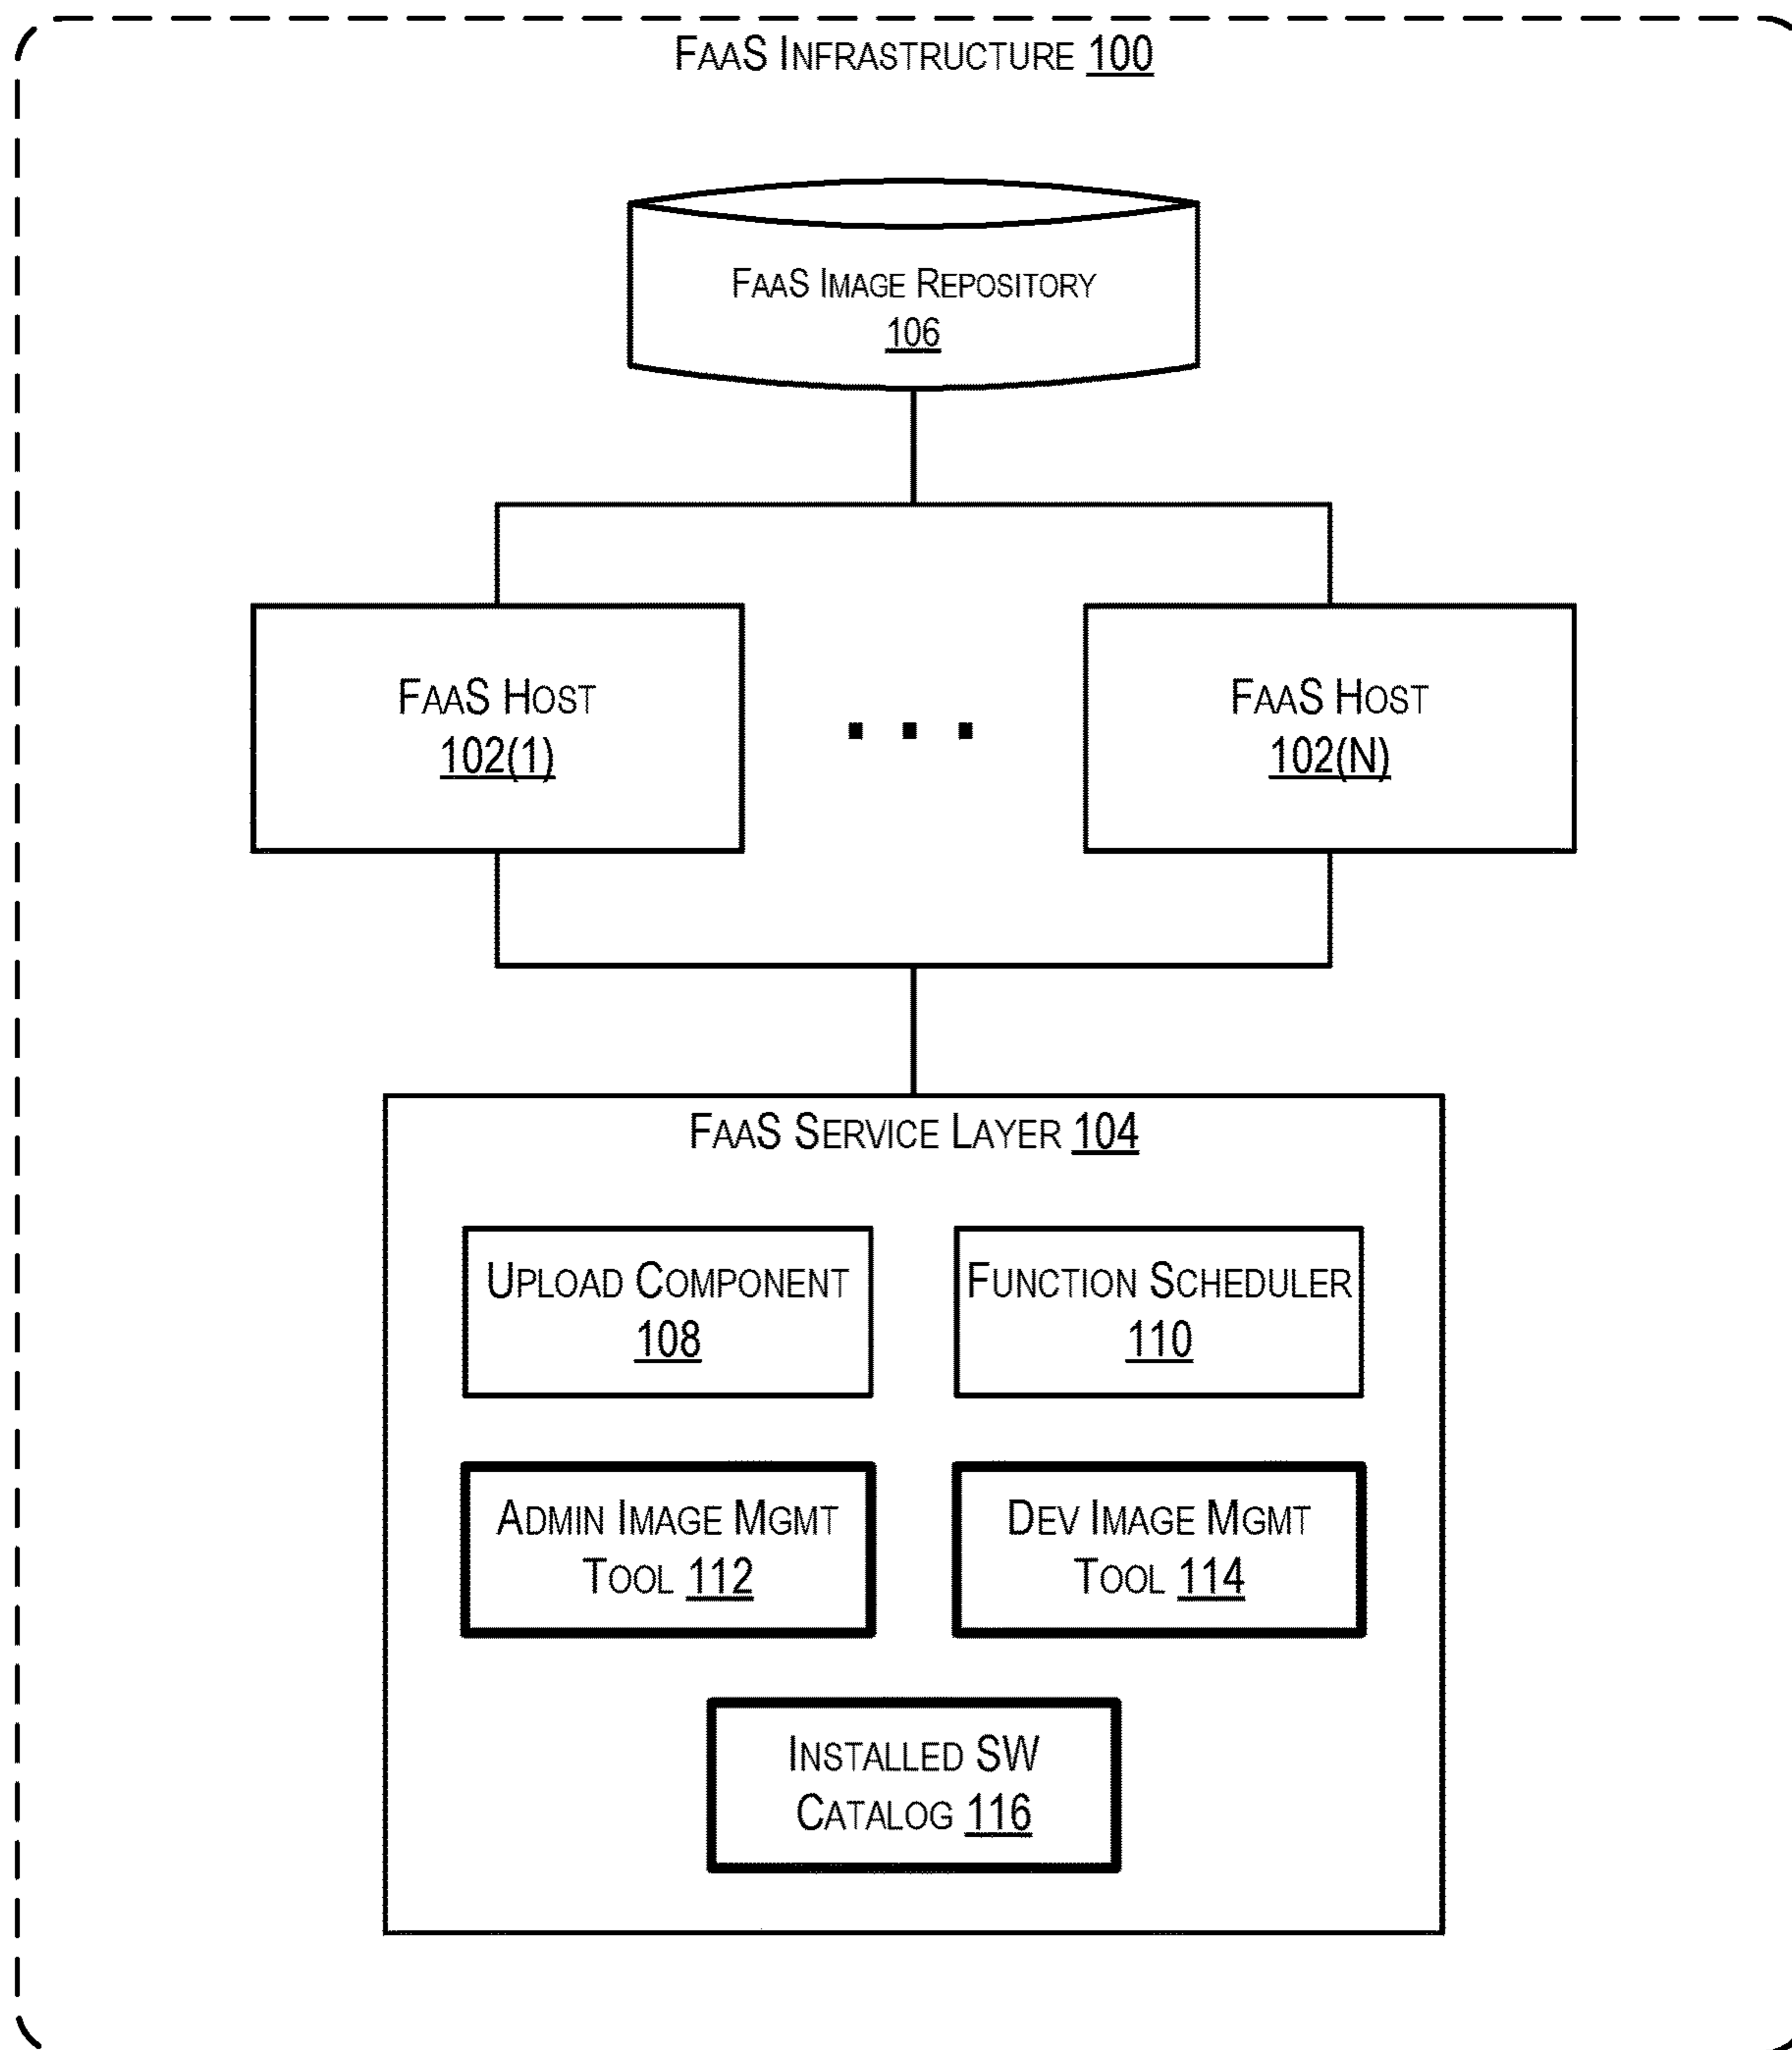 FaaS Infrastructure 100
FaaS Image Repository
106
FaaS Host
102(1)
. . .
FaaS Host
102(N)
FaaS Service Layer 104
Upload Component
108
Function Scheduler
110
Admin Image Mgmt
Tool 112
Dev Image Mgmt
Tool 114
Installed SW
Catalog 116